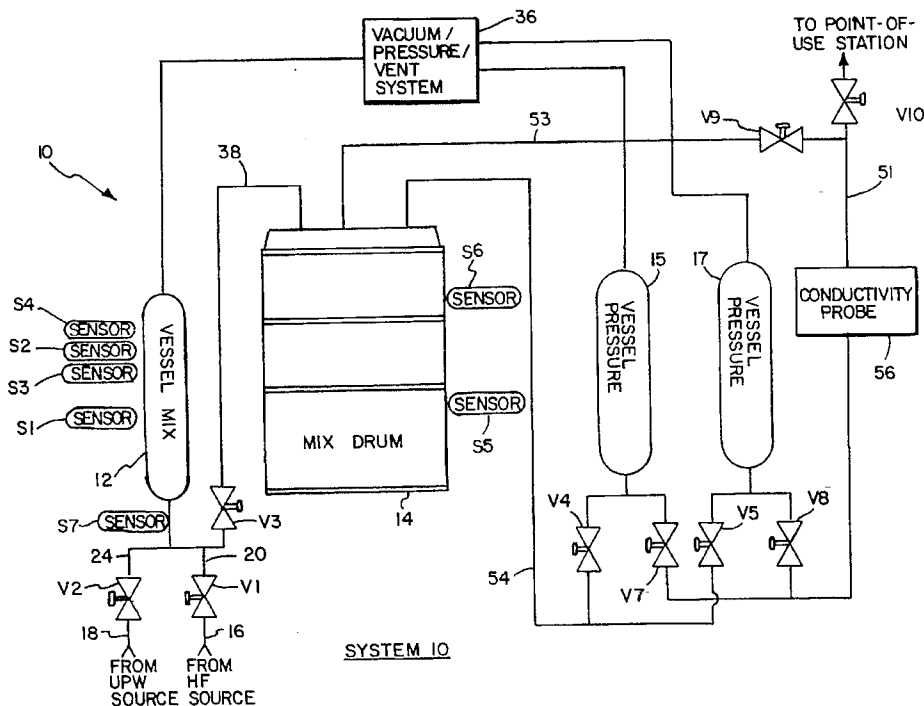 VACUUM/
PRESSURE/
VENT
SYSTEM
36
TO POINT-OF-
USE STATION
V10
V9
53
51
10
38
S6
SENSOR
15
VESSEL
PRESSURE
17
VESSEL
PRESSURE
CONDUCTIVITY
PROBE
56
S4
SENSOR
S2
SENSOR
S3
SENSOR
S1
SENSOR
VESSEL MIX
12
SENSOR
S5
MIX DRUM
14
S7
SENSOR
V3
V4
V7
V5
V8
24
20
V2
V1
54
18
16
FROM
UPW
SOURCE
FROM
HF
SOURCE
SYSTEM 10